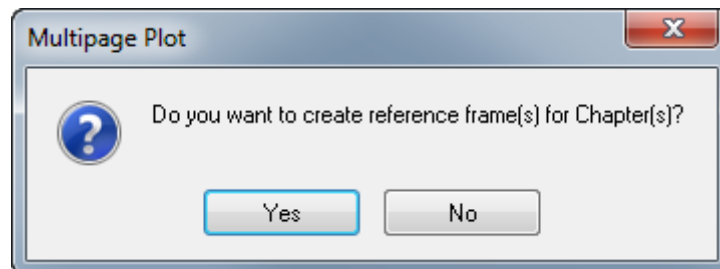 Multipage Plot
Do you want to create reference frame(s) for Chapter(s)?
Yes
No